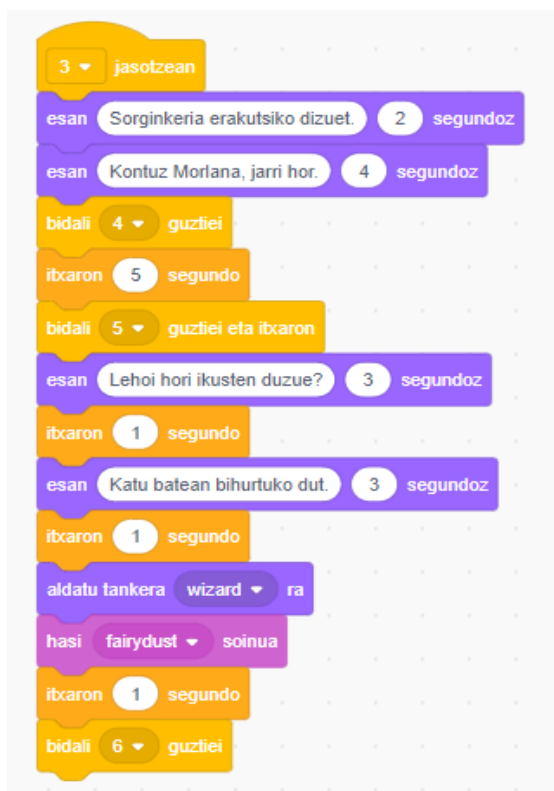 3 jasotzean
esan Sorginkeria erakutsiko dizuet. 2 segundoz
esan Kontuz Morlana, jarri hor. 4 segundoz
bidali 4 guztiei
itxaron 5 segundo
bidali 5 guztiei eta itxaron
esan Lehoi hori ikusten duzue? 3 segundoz
itxaron 1 segundo
esan Katu batean bihurtuko dut. 3 segundoz
itxaron 1 segundo
aldatu tankera wizard ra
hasi fairydust soinua
itxaron 1 segundo
bidali 6 guztiei